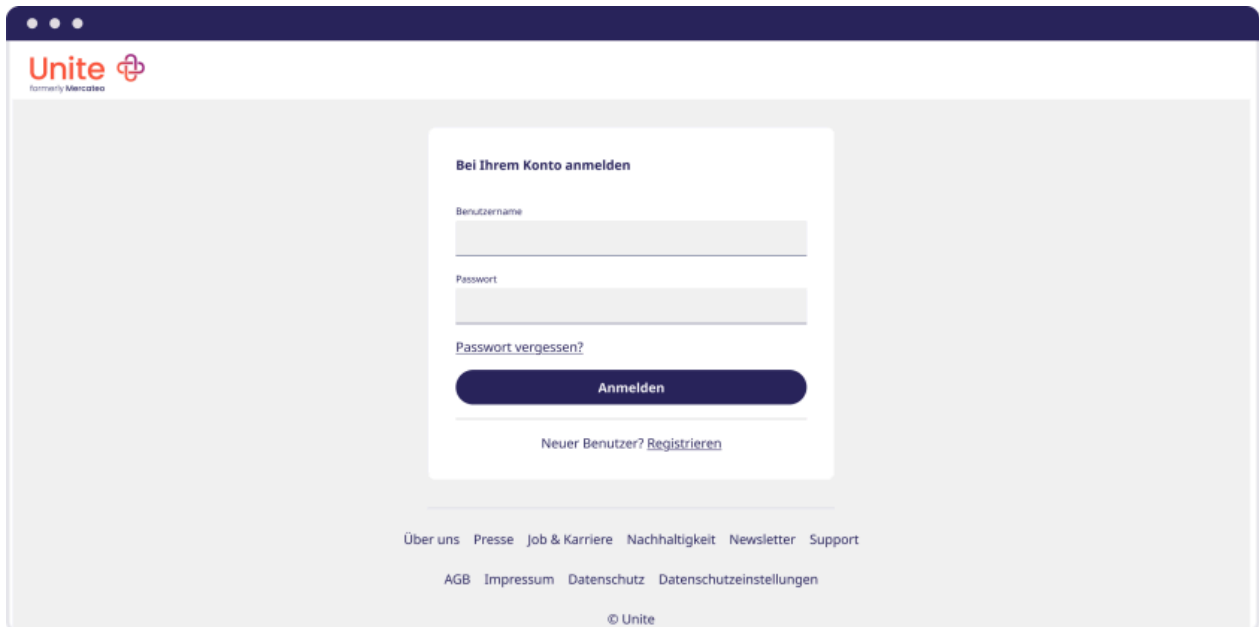 Unite
formerly Mercateo
Bei Ihrem Konto anmelden
Benutzername
Passwort
Passwort vergessen?
Anmelden
Neuer Benutzer? Registrieren
Über uns Presse Job & Karriere Nachhaltigkeit Newsletter Support
AGB Impressum Datenschutz Datenschutzeinstellungen
© Unite